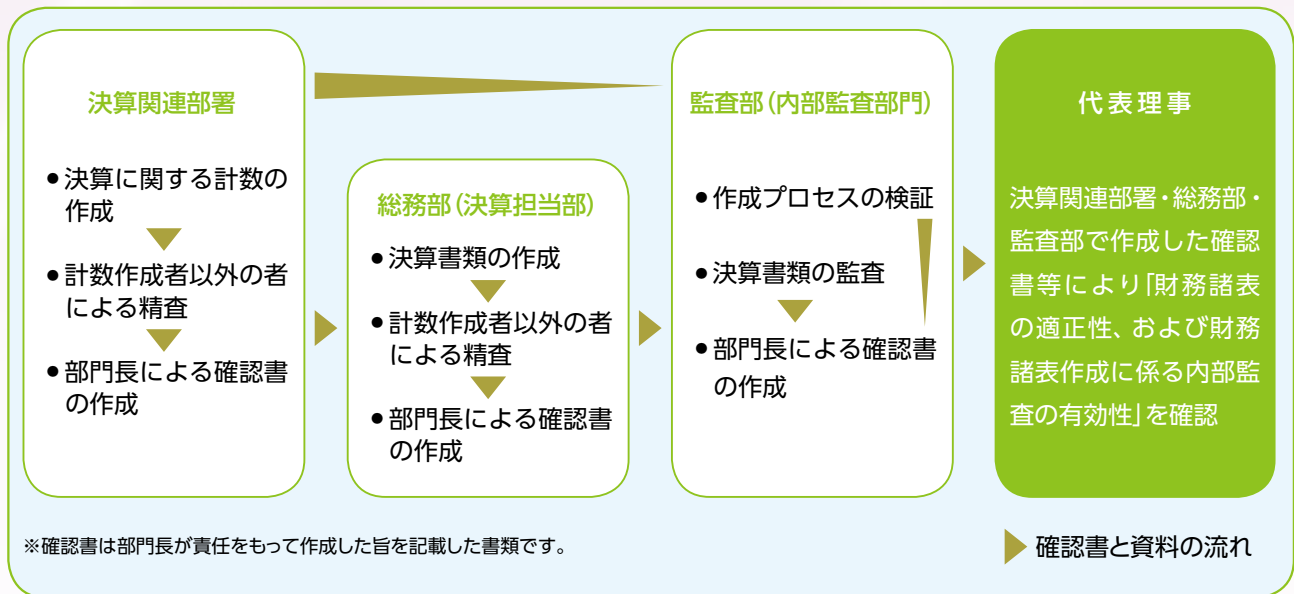 決算関連部署
●決算に関する計数の
作成
●計数作成者以外の者
による精査
●部門長による確認書
の作成
総務部(決算担当部)
●決算書類の作成
●計数作成者以外の者
による精査
●部門長による確認書
の作成
監査部(内部監査部門)
●作成プロセスの検証
●決算書類の監査
●部門長による確認書
の作成
代表理事
決算関連部署・総務部・
監査部で作成した確認
書等により「財務諸表
の適正性、および財務
諸表作成に係る内部監
査の有効性」を確認
※確認書は部門長が責任をもって作成した旨を記載した書類です。
確認書と資料の流れ